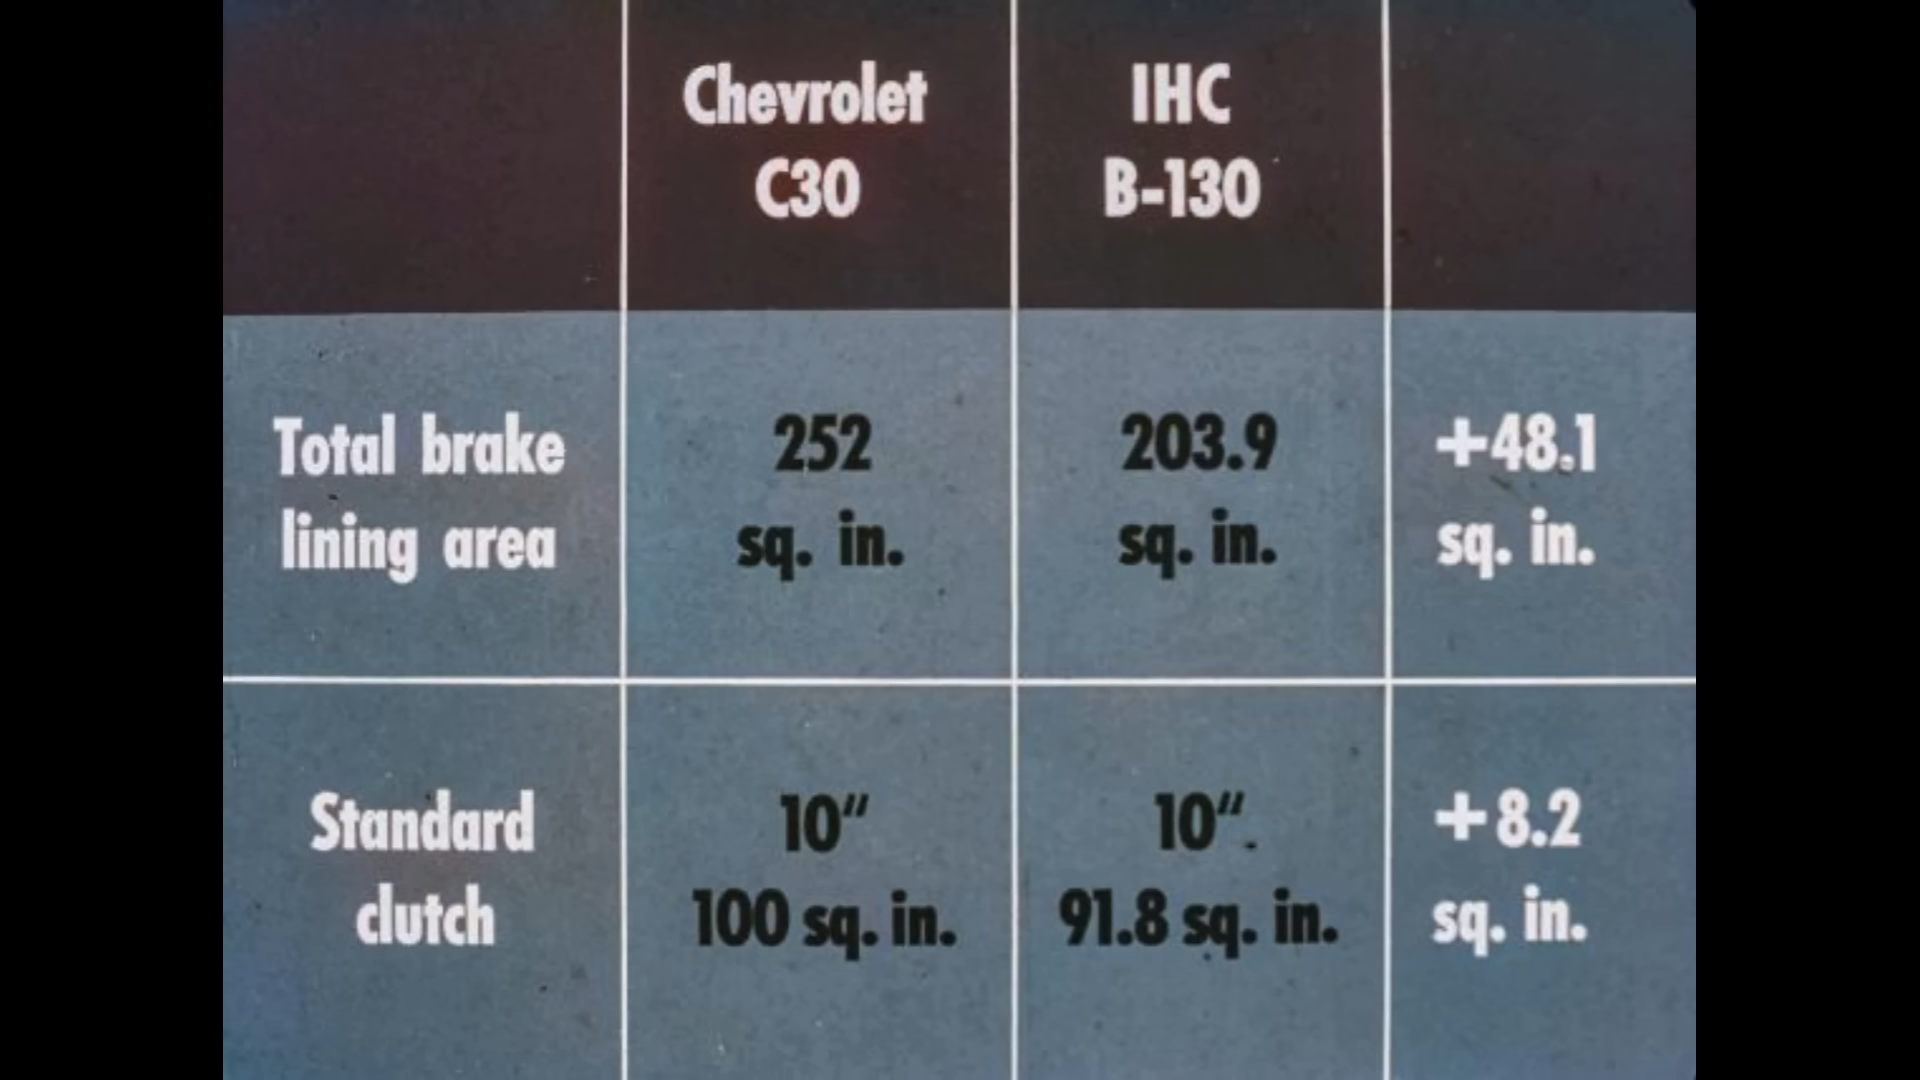 Chevrolet
C30
IHC
B-130
Total brake
lining area
252
sq. in.
203.9
sq. in.
+48.1
sq. in.
Standard
clutch
10"
100 sq. in.
10"
91.8 sq. in.
+8.2
sq. in.